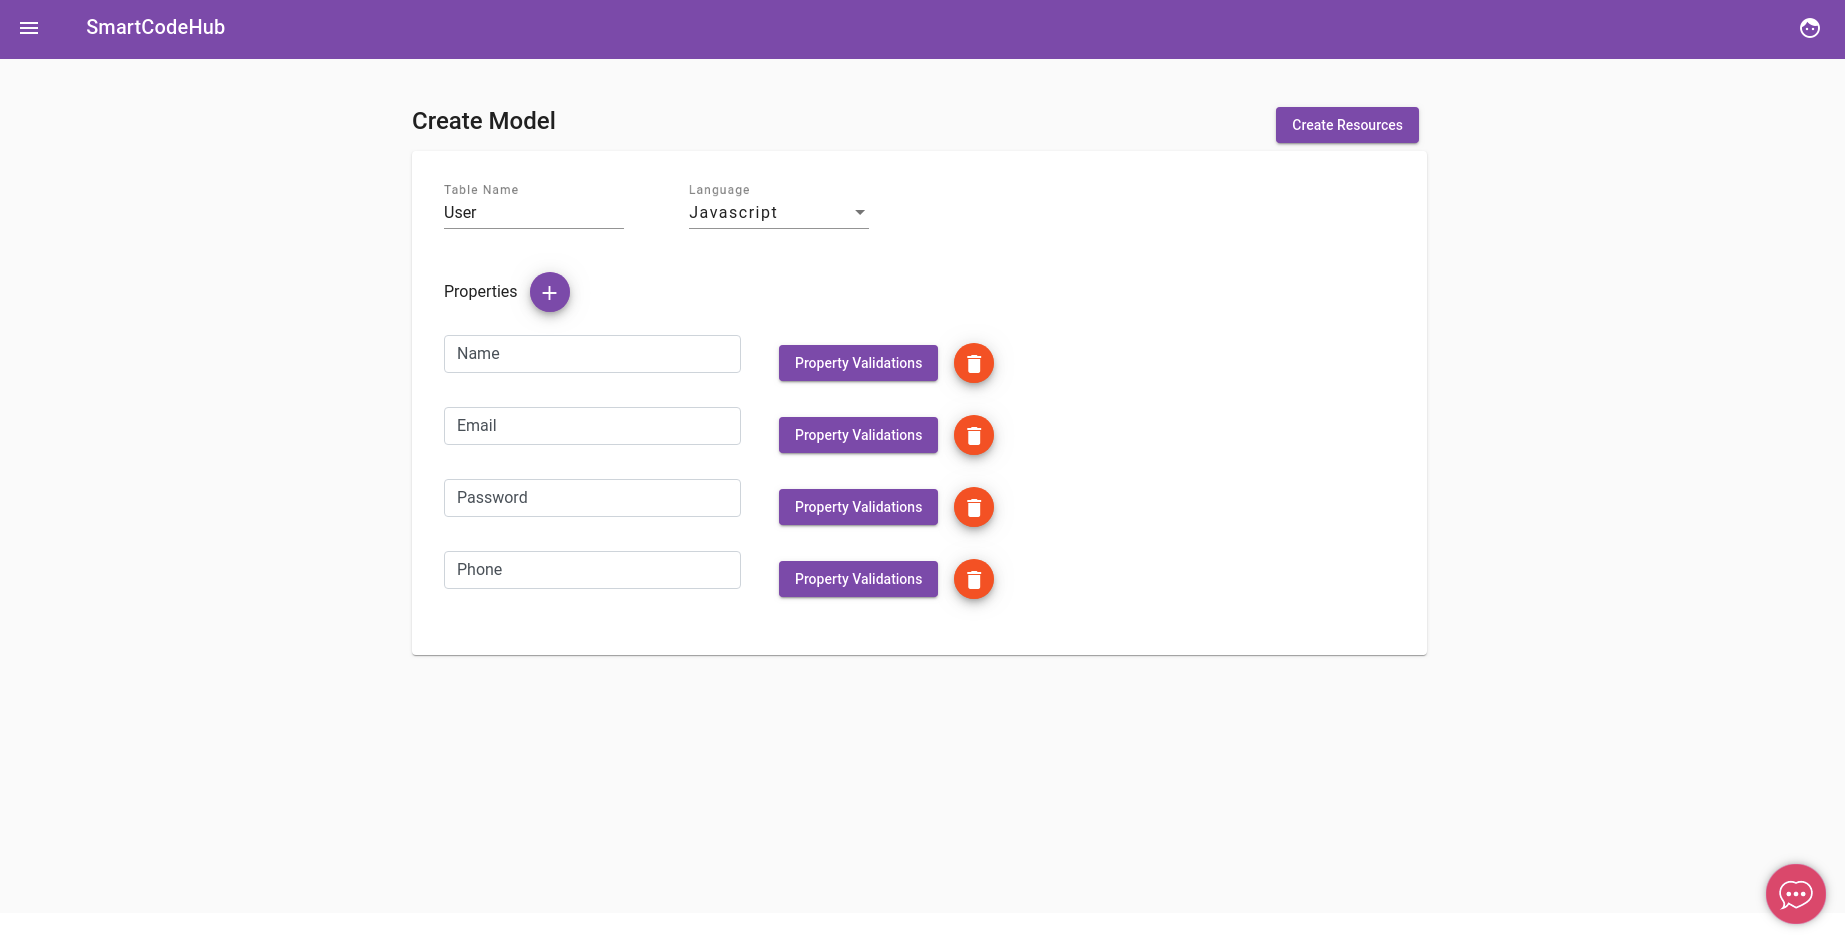 SmartCodeHub
Create Model
Create Resources
Table Name
Language
User
Javascript
Properties
Name
Property Validations
Email
Property Validations
Password
Property Validations
Phone
Property Validations